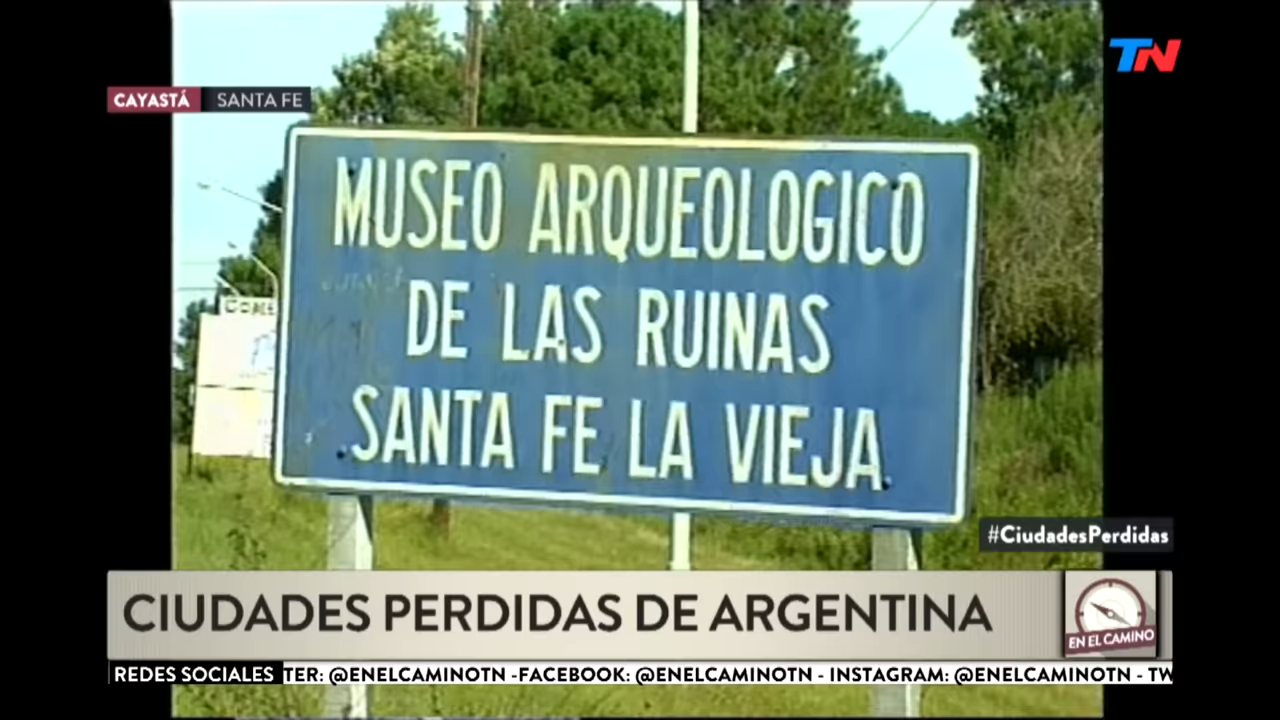 TN
CAYASTÁ SANTA FE
MUSEO ARQUEOLOGICO
DE LAS RUINAS
SANTA FE LA VIEJA
#CiudadesPerdidas
CIUDADES PERDIDAS DE ARGENTINA
EN EL CAMINO
REDES SOCIALES TER: @ENELCAMINOTN -FACEBOOK: @ENELCAMINOTN - INSTAGRAM: @ENELCAMINOTN - TW